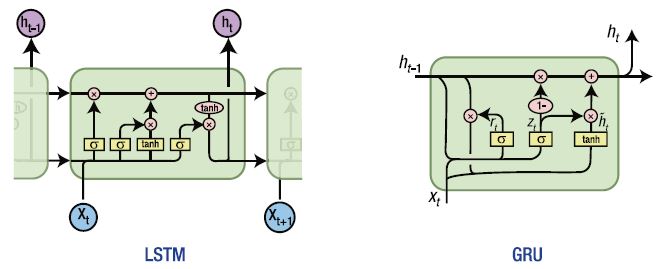 h_{t-1}
h_t
h_t
h_{t-1}
× + tanh
× ×
σ σ tanh σ
× +
1-
× r_t z_t × h̃_t
σ σ tanh
X_t
X_{t+1}
x_t
LSTM
GRU